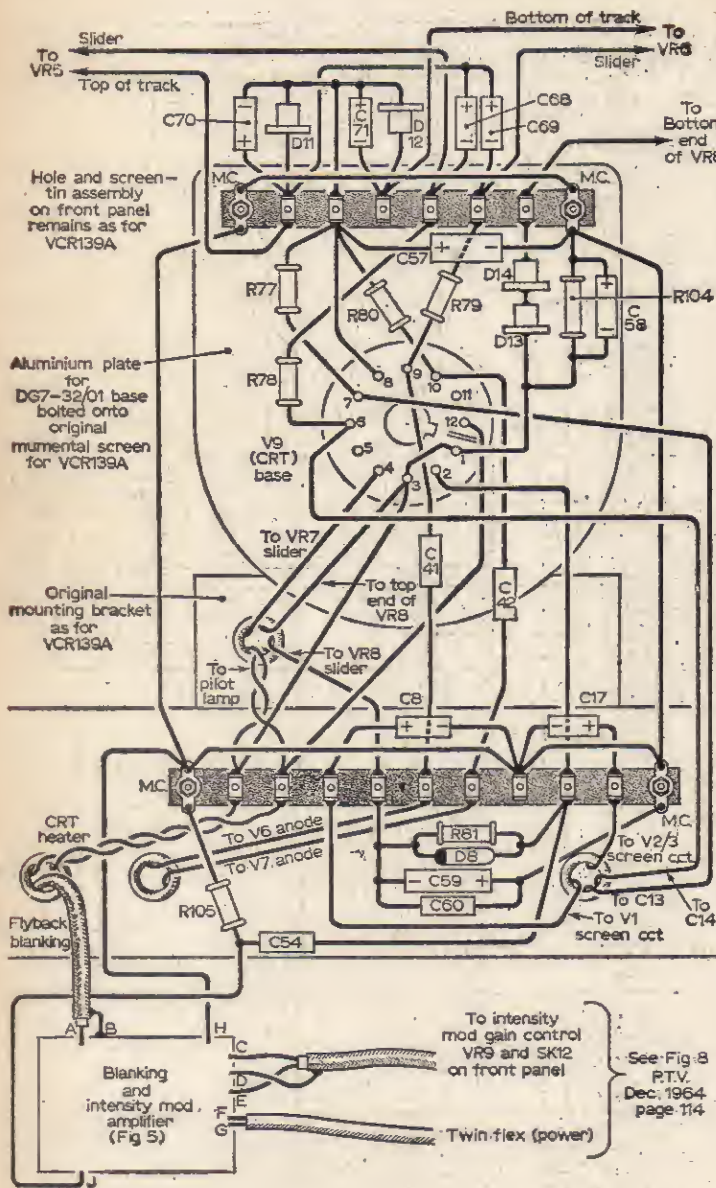 Bottom of track
Slider
To
VR5
Top of track
To
VR6
Slider
C70
D11
C
71
D
12
C68
C69
To
Bottom
end
of VR8
Hole and screen-
tin assembly
on front panel
remains as for
VCR139A
M.C.
M.C.
C57
R77
R80
R79
D14
D13
R104
C
58
Aluminium plate
for
DG7-32/01 base
bolted onto
original
mumental screen
for VCR139A
R78
8
9
10
7
11
6
12
5
4
3
2
1
V9
(CRT)
base
To VR7
slider
C
41
To top
end of
VR8
Original
mounting bracket
as for
VCR139A
To VR8
slider
To
pilot
lamp
C8
C17
M.C.
M.C.
CRT
heater
To V6 anode
To V7 anode
R81
D8
C59
C60
To V2/3
screen cct
To C13
To
C14
To V1
screen cct
R105
C54
Flyback
blanking
A
B
H
C
D
E
F
G
J
Blanking
and
intensity mod
amplifier
(Fig 5)
To intensity
mod gain control
VR9 and SK12
on front panel
Twin flex (power)
See Fig 8
P.T.V.
Dec. 1964
page 114